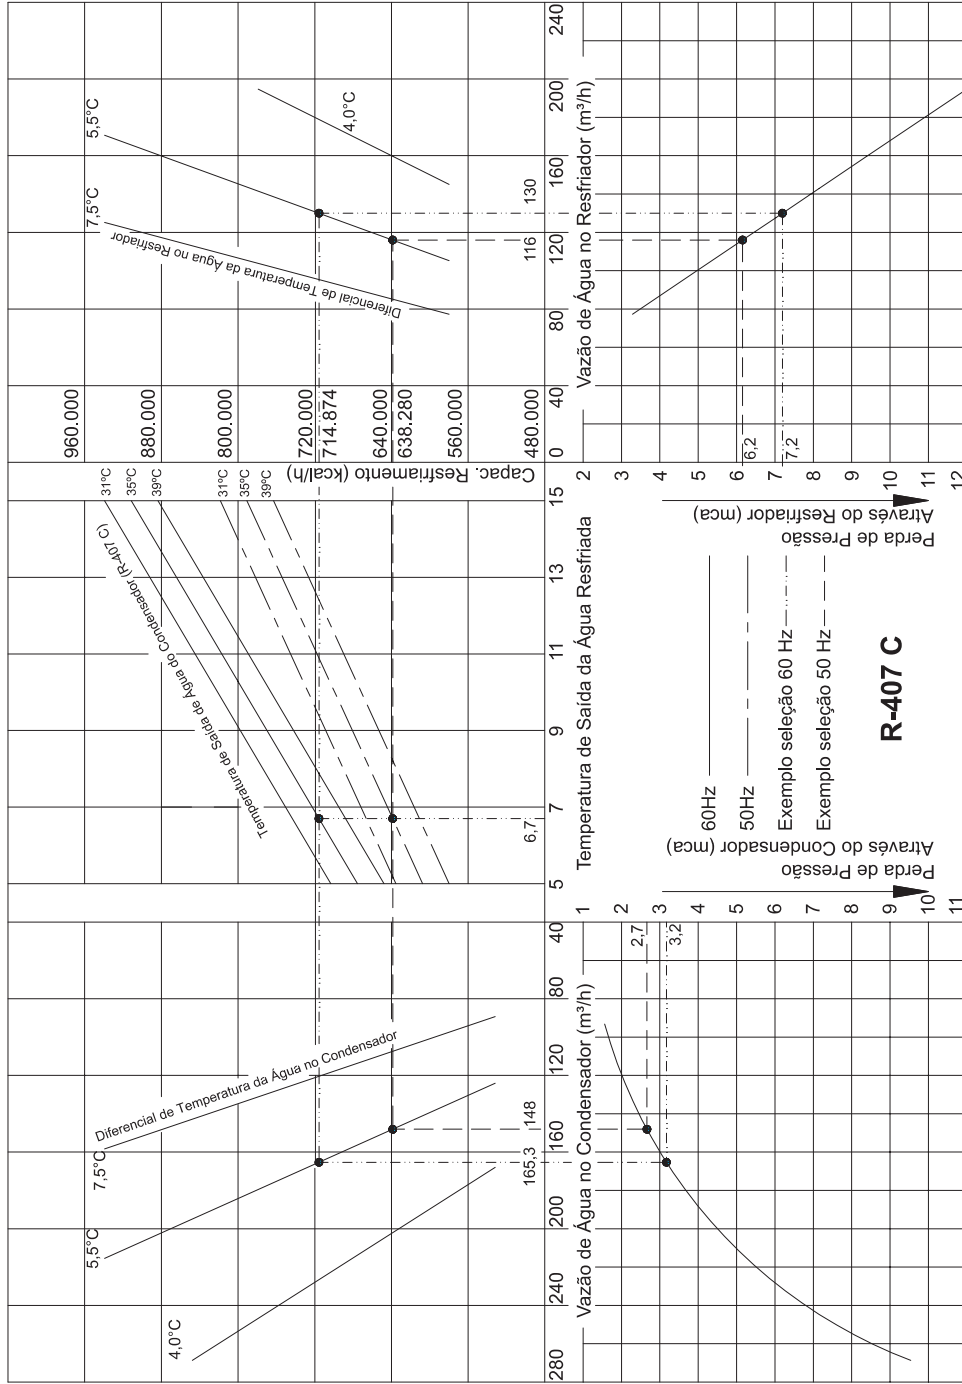 960.000
880.000
800.000
720.000
714.874
640.000
638.280
560.000
480.000
Capac. Resfriamento (kcal/h)
7,5°C
5,5°C
4,0°C
Diferencial de Temperatura da Água no Condensador
148
165,3
280
240
200
160
120
80
40
Vazão de Água no Condensador (m³/h)
31°C
35°C
39°C
31°C
35°C
39°C
Temperatura de Saída de Água do Condensador (R-407 C)
6,7
5
7
9
11
13
15
Temperatura de Saída da Água Resfriada
7,5°C
5,5°C
4,0°C
Diferencial de Temperatura da Água no Resfriador
116
130
0
40
80
120
160
200
240
Vazão de Água no Resfriador (m³/h)
1
2
3
4
5
6
7
8
9
10
11
2,7
3,2
Perda de Pressão
Através do Condensador (mca)
60Hz
50Hz
Exemplo seleção 60 Hz
Exemplo seleção 50 Hz
R-407 C
Perda de Pressão
Através do Resfriador (mca)
2
3
4
5
6
7
8
9
10
11
12
6,2
7,2